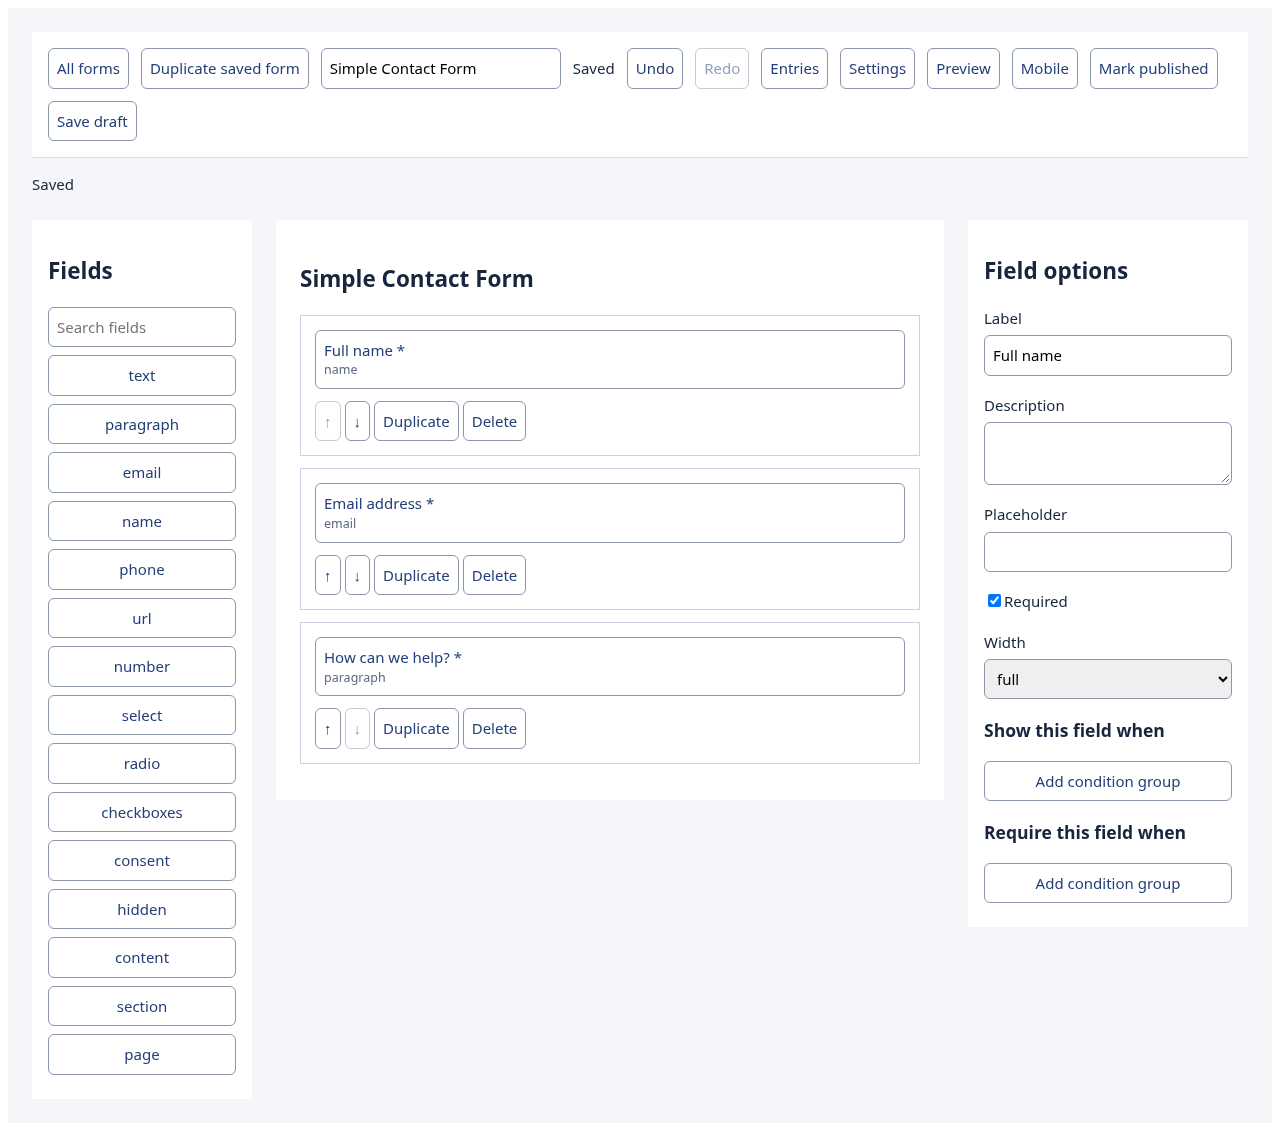 All forms Duplicate saved form Simple Contact Form Saved Undo Redo Entries Settings Preview Mobile Mark published
Save draft
Saved
Fields
Search fields
text
paragraph
email
name
phone
url
number
select
radio
checkboxes
consent
hidden
content
section
page
Simple Contact Form
Full name *
name
↑ ↓ Duplicate Delete
Email address *
email
↑ ↓ Duplicate Delete
How can we help? *
paragraph
↑ ↓ Duplicate Delete
Field options
Label
Full name
Description
Placeholder
Required
Width
full
Show this field when
Add condition group
Require this field when
Add condition group